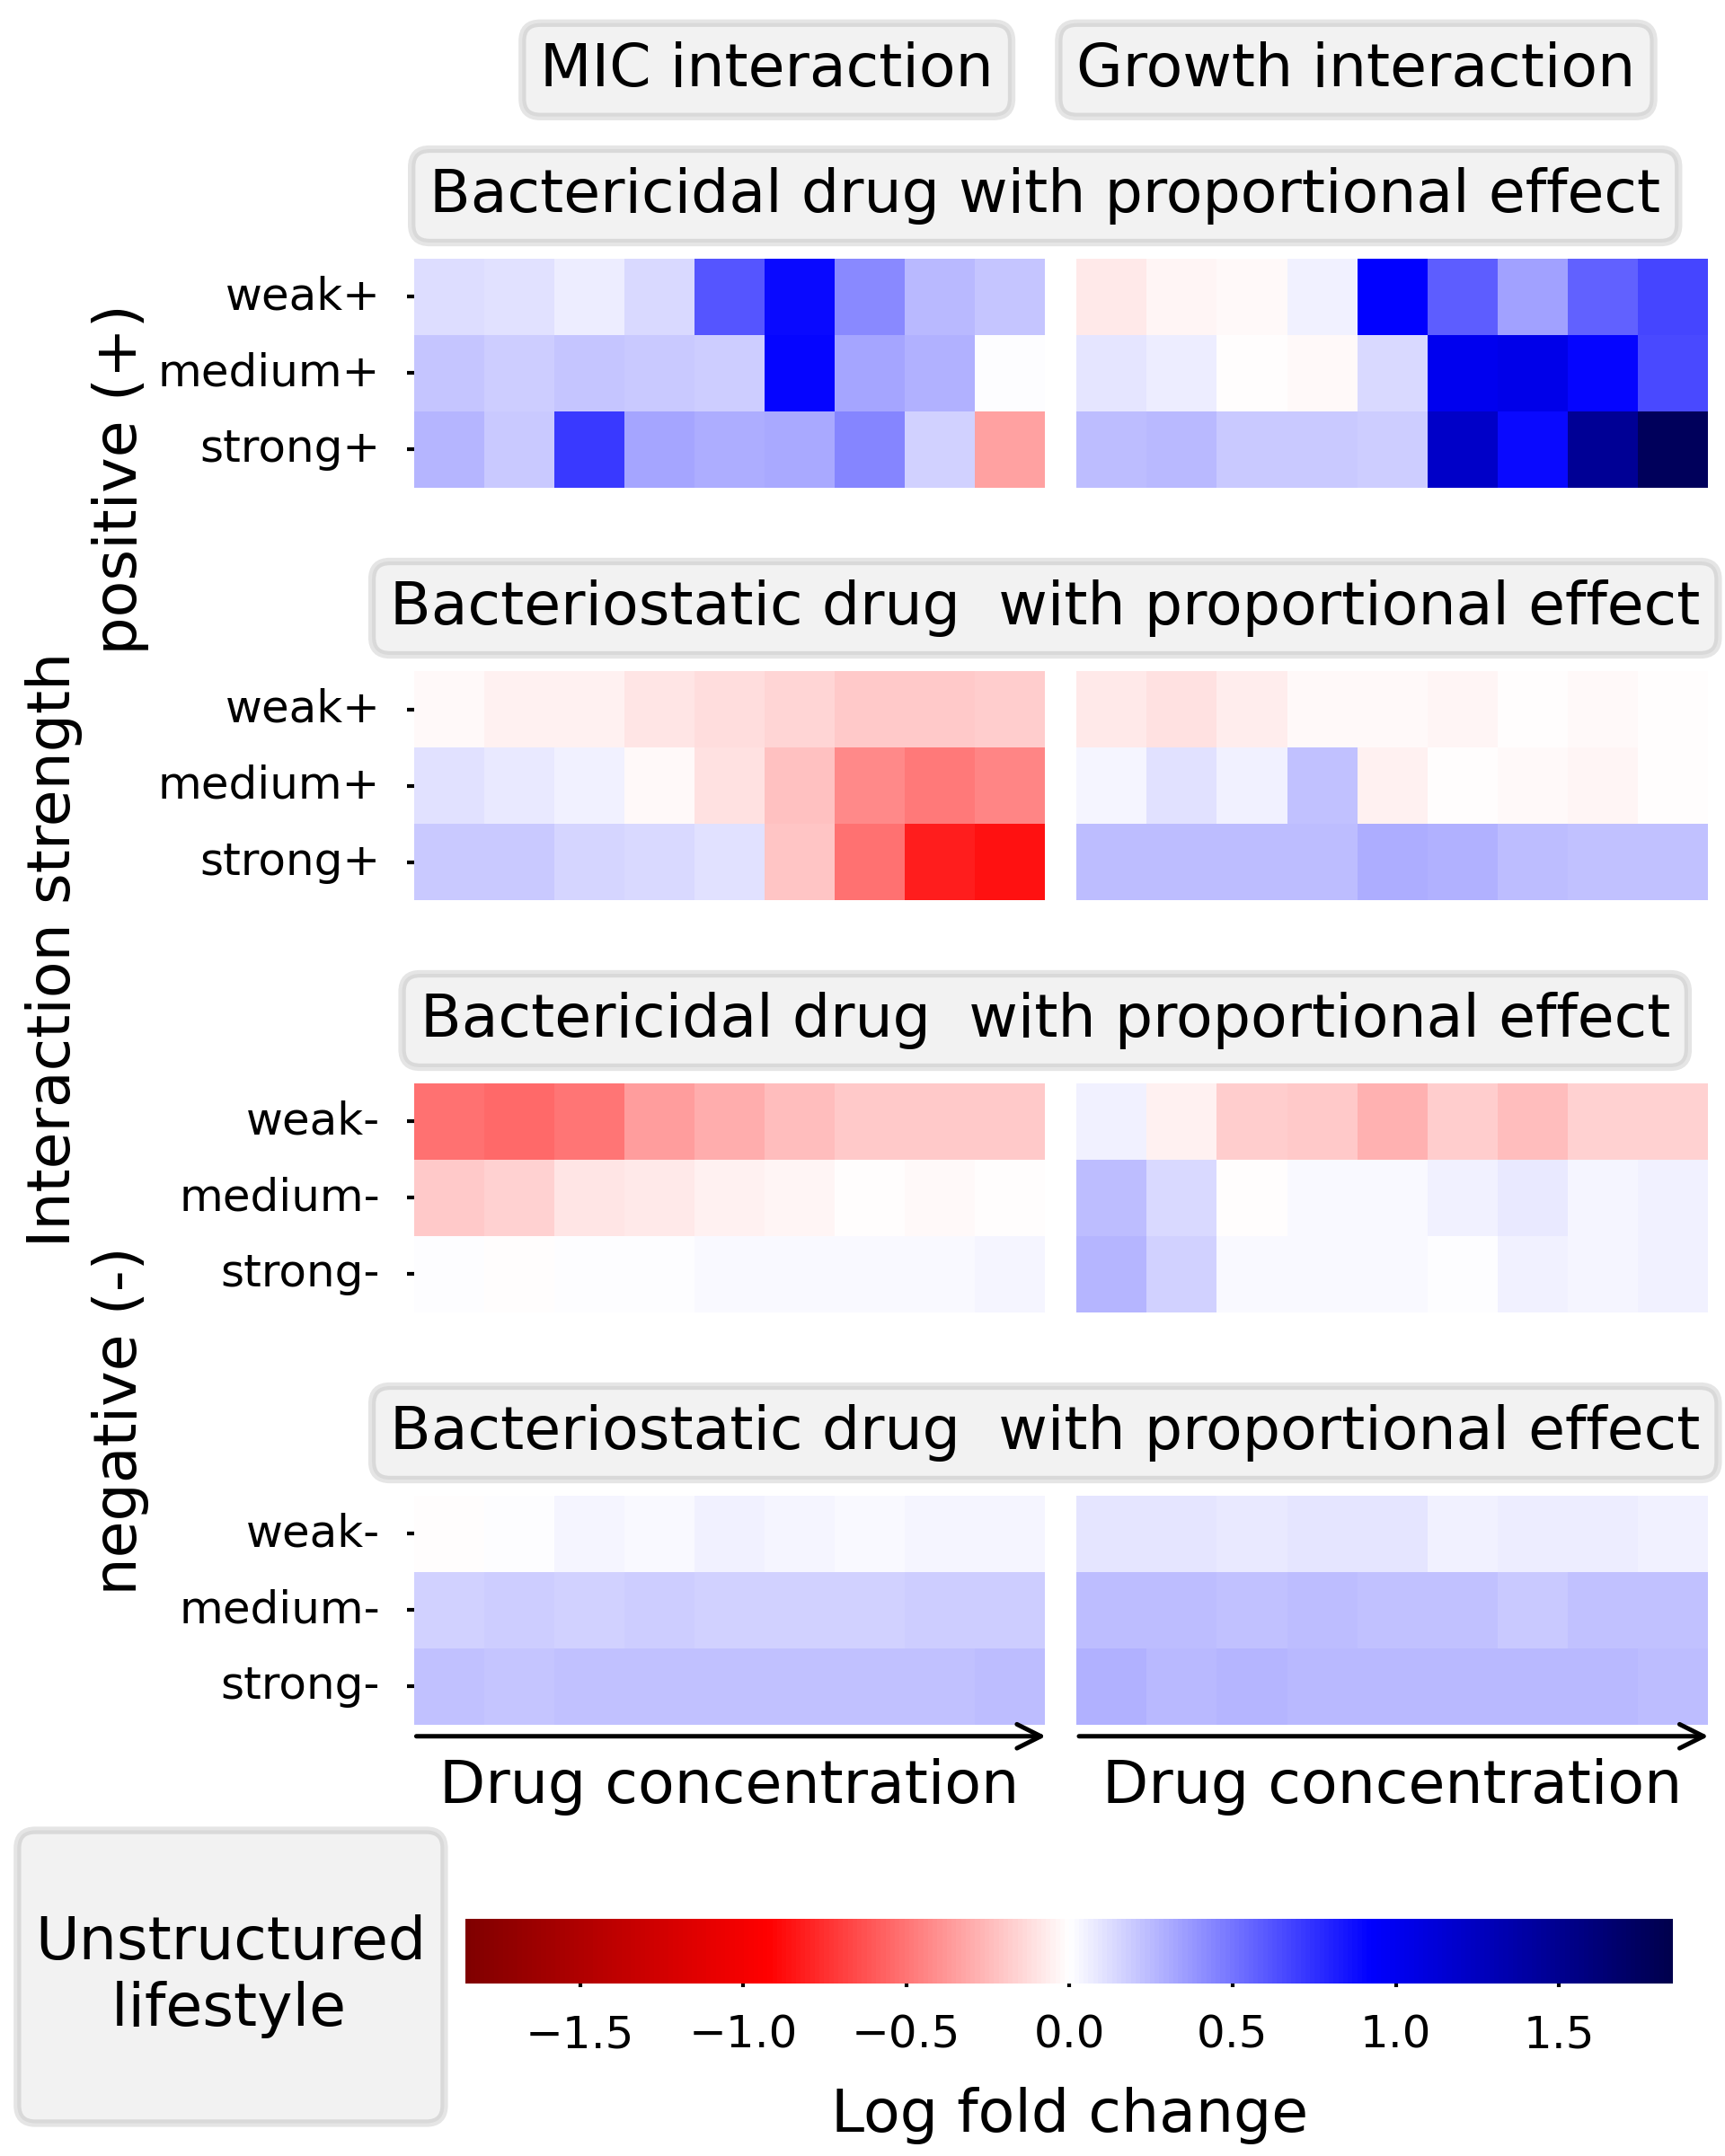 MIC interaction
Growth interaction
Bactericidal drug with proportional effect
weak+
medium+
strong+
positive (+)
Bacteriostatic drug  with proportional effect
weak+
medium+
strong+
Interaction strength
Bactericidal drug  with proportional effect
weak-
medium-
strong-
negative (-)
Bacteriostatic drug  with proportional effect
weak-
medium-
strong-
Drug concentration
Drug concentration
Unstructured
lifestyle
−1.5 −1.0 −0.5 0.0 0.5 1.0 1.5
Log fold change